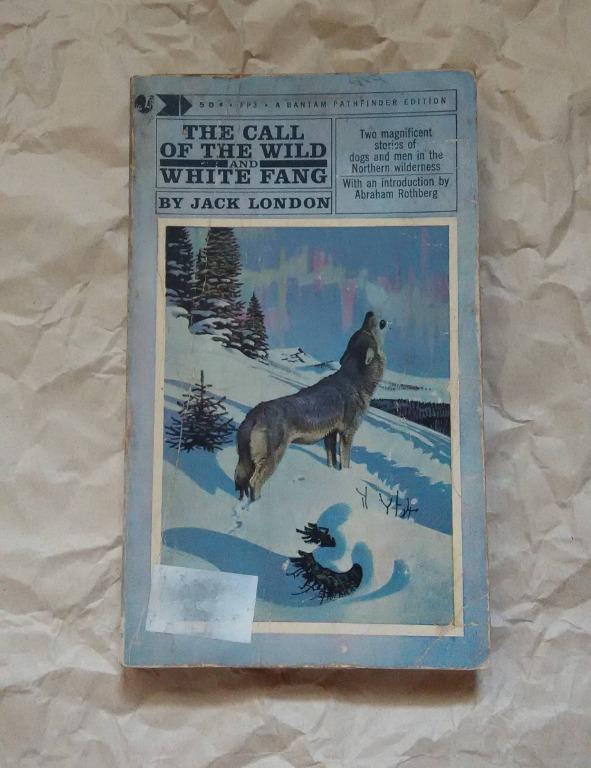 50¢ • FP3 • A BANTAM PATHFINDER EDITION
THE CALL
OF THE WILD
AND
WHITE FANG
BY JACK LONDON
Two magnificent
stories of
dogs and men in the
Northern wilderness
With an introduction by
Abraham Rothberg